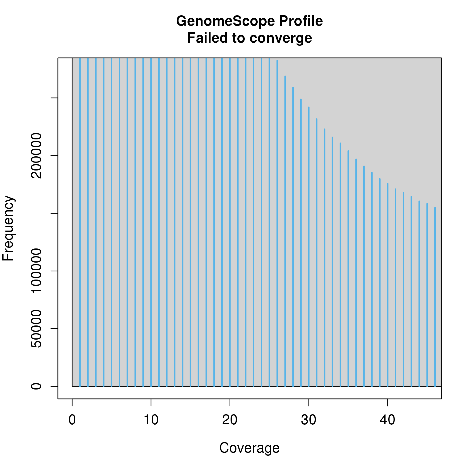 GenomeScope Profile
Failed to converge
Frequency
0
50000
100000
200000
0
10
20
30
40
Coverage